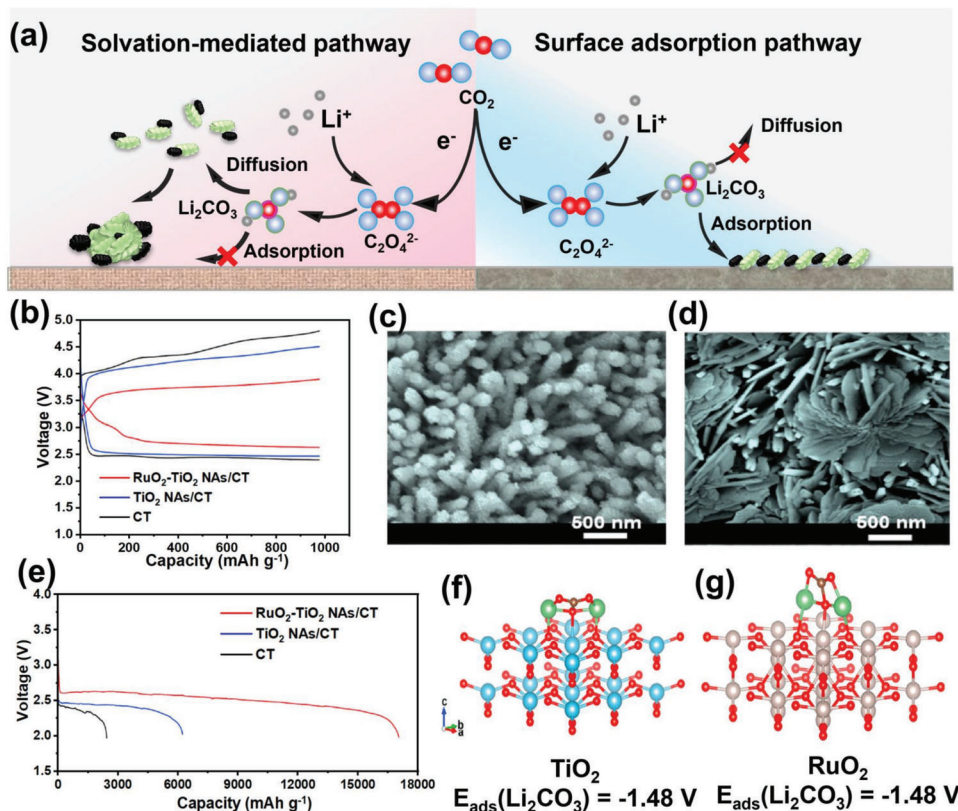 (a)
Solvation-mediated pathway
Surface adsorption pathway
CO₂
Li⁺
e⁻
e⁻
Li⁺
Diffusion
Diffusion
Li₂CO₃
Adsorption
C₂O₄²⁻
C₂O₄²⁻
Li₂CO₃
Adsorption
(b)
5.0
4.5
4.0
3.5
3.0
2.5
2.0
1.5
1.0
Voltage (V)
RuO₂-TiO₂ NAs/CT
TiO₂ NAs/CT
CT
0 200 400 600 800 1000
Capacity (mAh g⁻¹)
(c)
500 nm
(d)
500 nm
(e)
4.0
3.5
3.0
2.5
2.0
1.5
Voltage (V)
RuO₂-TiO₂ NAs/CT
TiO₂ NAs/CT
CT
0 3000 6000 9000 12000 15000 18000
Capacity (mAh g⁻¹)
(f)
c
b
a
TiO₂
Eₐdₛ(Li₂CO₃) = -1.48 V
(g)
RuO₂
Eₐdₛ(Li₂CO₃) = -1.48 V